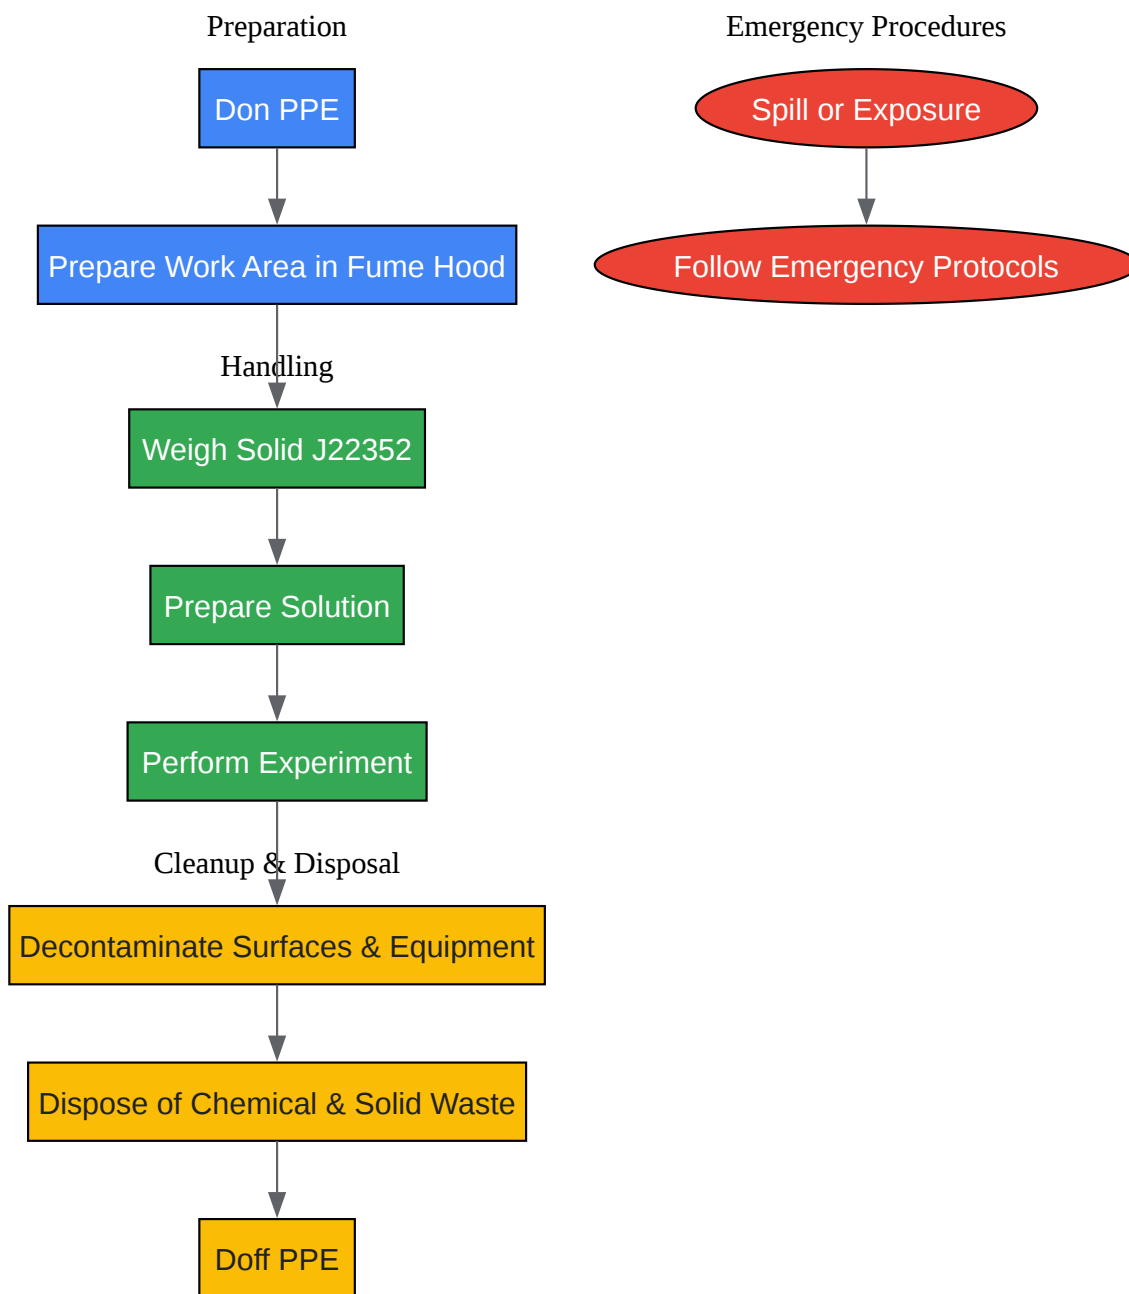 Preparation
Don PPE
Prepare Work Area in Fume Hood
Handling
Weigh Solid J22352
Prepare Solution
Perform Experiment
Cleanup & Disposal
Decontaminate Surfaces & Equipment
Dispose of Chemical & Solid Waste
Doff PPE
Emergency Procedures
Spill or Exposure
Follow Emergency Protocols